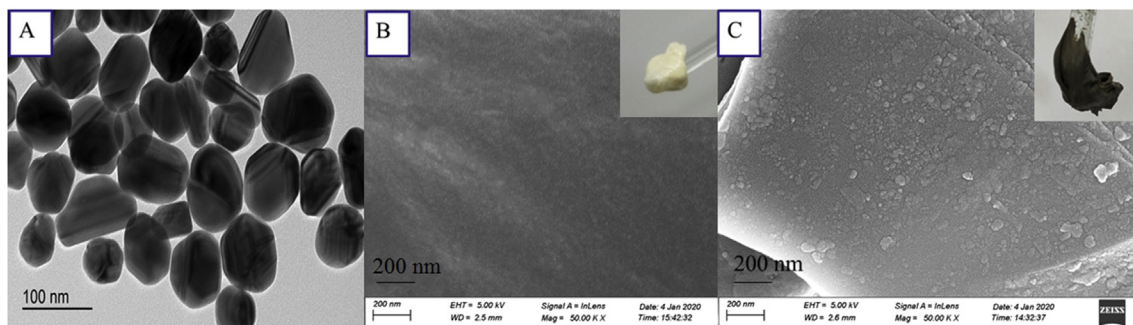 A
100 nm
B
200 nm
200 nm
EHT = 5.00 kV
WD = 2.5 mm
Signal A = InLens
Mag = 50.00 K X
Date: 4 Jan 2020
Time: 15:42:32
C
200 nm
200 nm
EHT = 5.00 kV
WD = 2.6 mm
Signal A = InLens
Mag = 50.00 K X
Date: 4 Jan 2020
Time: 14:32:37
ZEISS